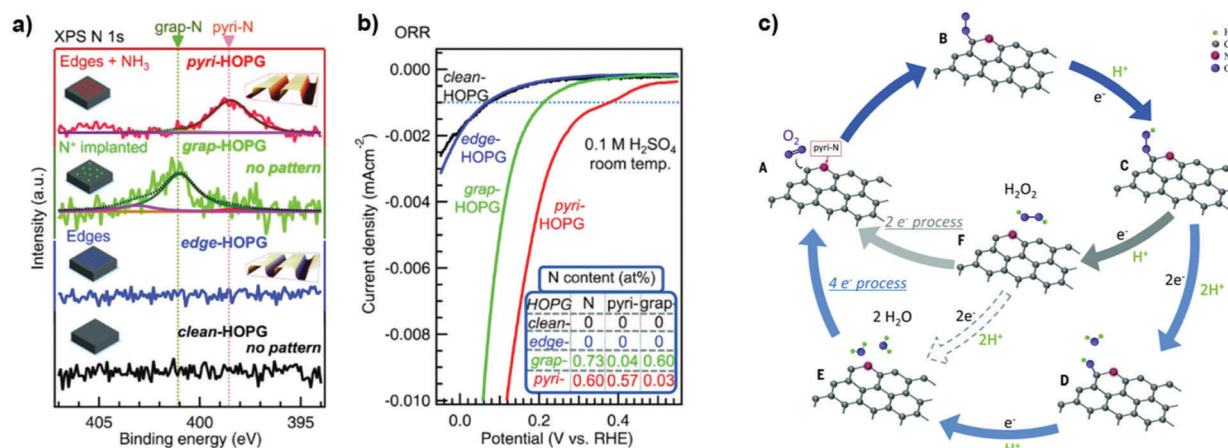 a)
XPS N 1s
grap-N
pyri-N
Edges + NH₃
pyri-HOPG
N⁺ implanted
grap-HOPG
no pattern
Edges
edge-HOPG
clean-HOPG
no pattern
Intensity (a.u.)
405
400
395
Binding energy (eV)
b)
ORR
0.000
-0.002
-0.004
-0.006
-0.008
-0.010
Current density (mAcm⁻²)
clean-
HOPG
edge-
HOPG
grap-
HOPG
pyri-
HOPG
0.1 M H₂SO₄
room temp.
N content (at%)
HOPG N pyri- grap-
clean- 0 0 0
edge- 0 0 0
grap- 0.73 0.04 0.60
pyri- 0.60 0.57 0.03
0.0
0.2
0.4
Potential (V vs. RHE)
c)
B
H⁺
e⁻
H
C
N
O
O₂
pyri-N
A
C
H₂O₂
2 e⁻ process
F
e⁻
H⁺
4 e⁻ process
2e⁻
2H⁺
2e⁻
2H⁺
2 H₂O
E
D
e⁻
H⁺